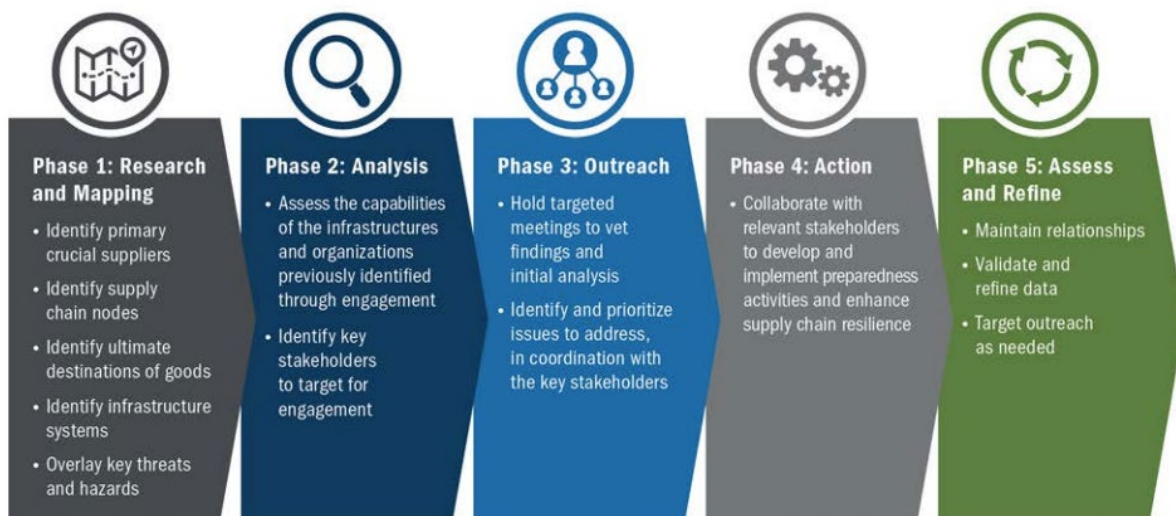 Phase 1: Research
and Mapping
• Identify primary
crucial suppliers
• Identify supply
chain nodes
• Identify ultimate
destinations of goods
• Identify infrastructure
systems
• Overlay key threats
and hazards
Phase 2: Analysis
• Assess the capabilities
of the infrastructures
and organizations
previously identified
through engagement
• Identify key
stakeholders
to target for
engagement
Phase 3: Outreach
• Hold targeted
meetings to vet
findings and
initial analysis
• Identify and prioritize
issues to address,
in coordination with
the key stakeholders
Phase 4: Action
• Collaborate with
relevant stakeholders
to develop and
implement preparedness
activities and enhance
supply chain resilience
Phase 5: Assess
and Refine
• Maintain relationships
• Validate and
refine data
• Target outreach
as needed